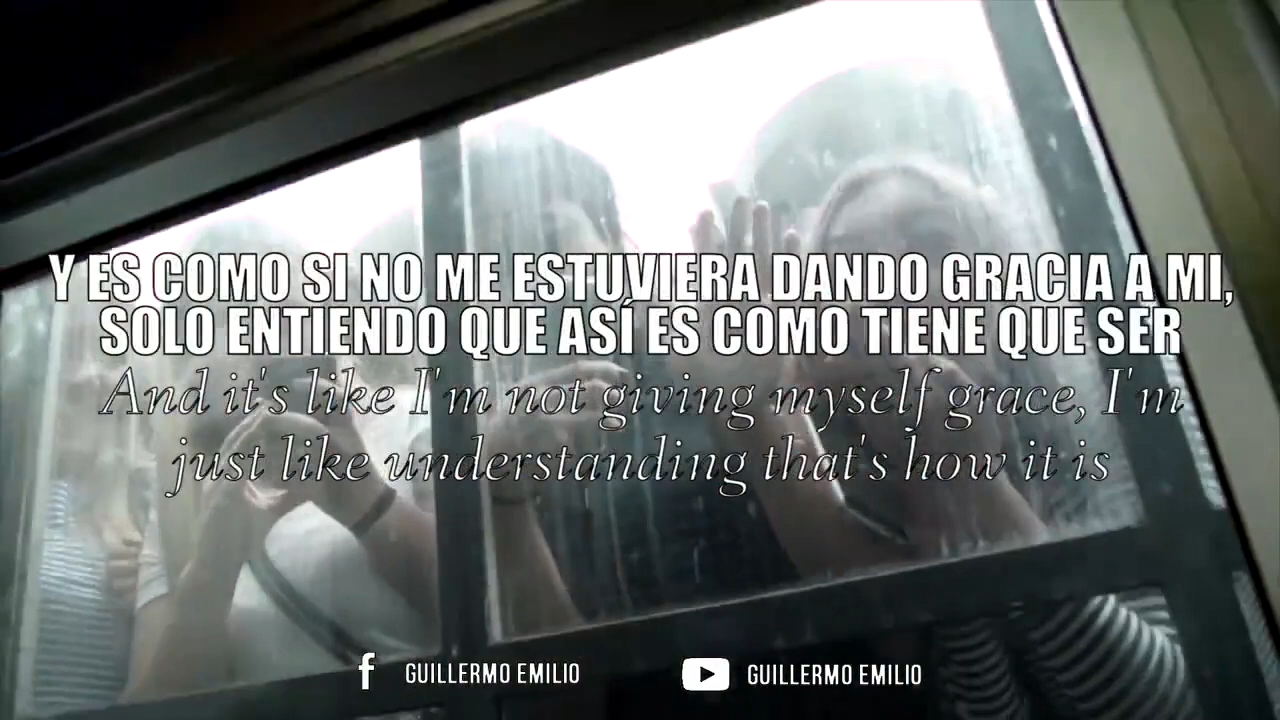 Y ES COMO SI NO ME ESTUVIERA DANDO GRACIA A MI,
SOLO ENTIENDO QUE ASÍ ES COMO TIENE QUE SER
And it's like I'm not giving myself grace, I'm
just like understanding that's how it is
f GUILLERMO EMILIO
GUILLERMO EMILIO